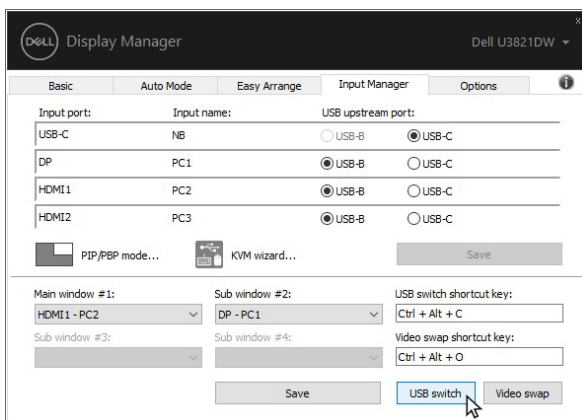 x
DELL Display Manager Dell U3821DW
Basic Auto Mode Easy Arrange Input Manager Options i
Input port: Input name: USB upstream port:
USB-C NB USB-B USB-C
DP PC1 USB-B USB-C
HDMI1 PC2 USB-B USB-C
HDMI2 PC3 USB-B USB-C
PIP/PBP mode... KVM wizard... Save
Main window #1: Sub window #2: USB switch shortcut key:
HDMI1 - PC2 DP - PC1 Ctrl + Alt + C
Sub window #3: Sub window #4: Video swap shortcut key:
Ctrl + Alt + O
Save USB switch Video swap